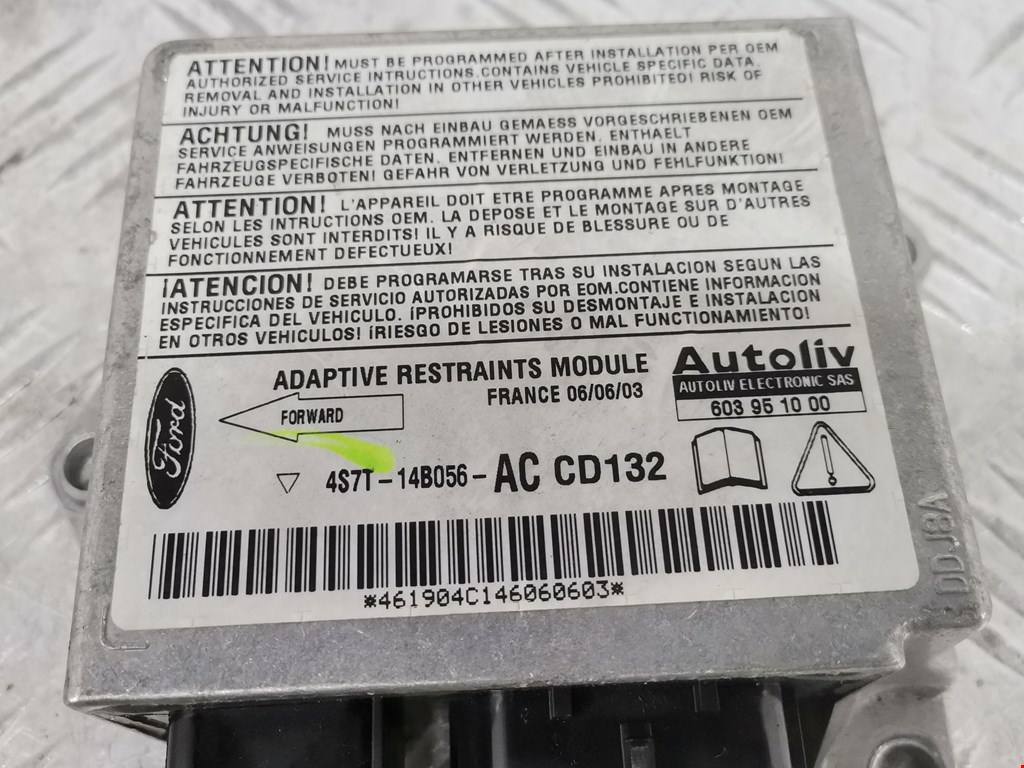 ATTENTION! MUST BE PROGRAMMED AFTER INSTALLATION PER OEM
AUTHORIZED SERVICE INTRUCTIONS.CONTAINS VEHICLE SPECIFIC DATA.
REMOVAL AND INSTALLATION IN OTHER VEHICLES PROHIBITED! RISK OF
INJURY OR MALFUNCTION!
ACHTUNG! MUSS NACH EINBAU GEMAESS VORGESCHRIEBENEN OEM
SERVICE ANWEISUNGEN PROGRAMMIERT WERDEN. ENTHAELT
FAHRZEUGSPEZIFISCHE DATEN. ENTFERNEN UND EINBAU IN ANDERE
FAHRZEUGE VERBOTEN! GEFAHR VON VERLETZUNG UND FEHLFUNKTION!
ATTENTION! L'APPAREIL DOIT ETRE PROGRAMME APRES MONTAGE
SELON LES INTRUCTIONS OEM. LA DEPOSE ET LE MONTAGE SUR D'AUTRES
VEHICULES SONT INTERDITS! IL Y A RISQUE DE BLESSURE OU DE
FONCTIONNEMENT DEFECTUEUX!
¡ATENCION! DEBE PROGRAMARSE TRAS SU INSTALACION SEGUN LAS
INSTRUCCIONES DE SERVICIO AUTORIZADAS POR EOM.CONTIENE INFORMACION
ESPECIFICA DEL VEHICULO. ¡PROHIBIDOS SU DESMONTAJE E INSTALACION
EN OTROS VEHICULOS! ¡RIESGO DE LESIONES O MAL FUNCIONAMIENTO!
ADAPTIVE RESTRAINTS MODULE
FRANCE 06/06/03
Autoliv
AUTOLIV ELECTRONIC SAS
603 95 10 00
Ford
FORWARD
4S7T-14B056-AC CD132
*461904C146060603*
DDJ8A